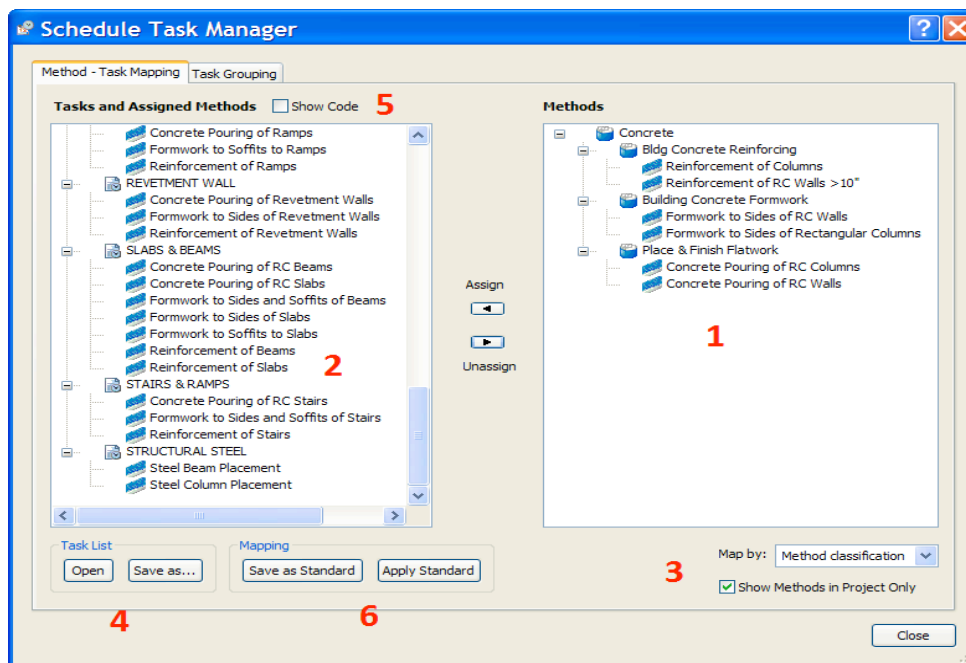 Schedule Task Manager
?
Method - Task Mapping Task Grouping
Tasks and Assigned Methods Show Code 5
Concrete Pouring of Ramps
Formwork to Soffits to Ramps
Reinforcement of Ramps
REVETMENT WALL
Concrete Pouring of Revetment Walls
Formwork to Sides of Revetment Walls
Reinforcement of Revetment Walls
SLABS & BEAMS
Concrete Pouring of RC Beams
Concrete Pouring of RC Slabs
Formwork to Sides and Soffits of Beams
Formwork to Sides of Slabs
Formwork to Soffits to Slabs
Reinforcement of Beams
Reinforcement of Slabs
2
STAIRS & RAMPS
Concrete Pouring of RC Stairs
Formwork to Sides and Soffits of Stairs
Reinforcement of Stairs
STRUCTURAL STEEL
Steel Beam Placement
Steel Column Placement
Assign
Unassign
Methods
Concrete
Bldg Concrete Reinforcing
Reinforcement of Columns
Reinforcement of RC Walls >10"
Building Concrete Formwork
Formwork to Sides of RC Walls
Formwork to Sides of Rectangular Columns
Place & Finish Flatwork
Concrete Pouring of RC Columns
Concrete Pouring of RC Walls
1
Task List
Open Save as...
4
Mapping
Save as Standard Apply Standard
6
3
Map by: Method classification
Show Methods in Project Only
Close